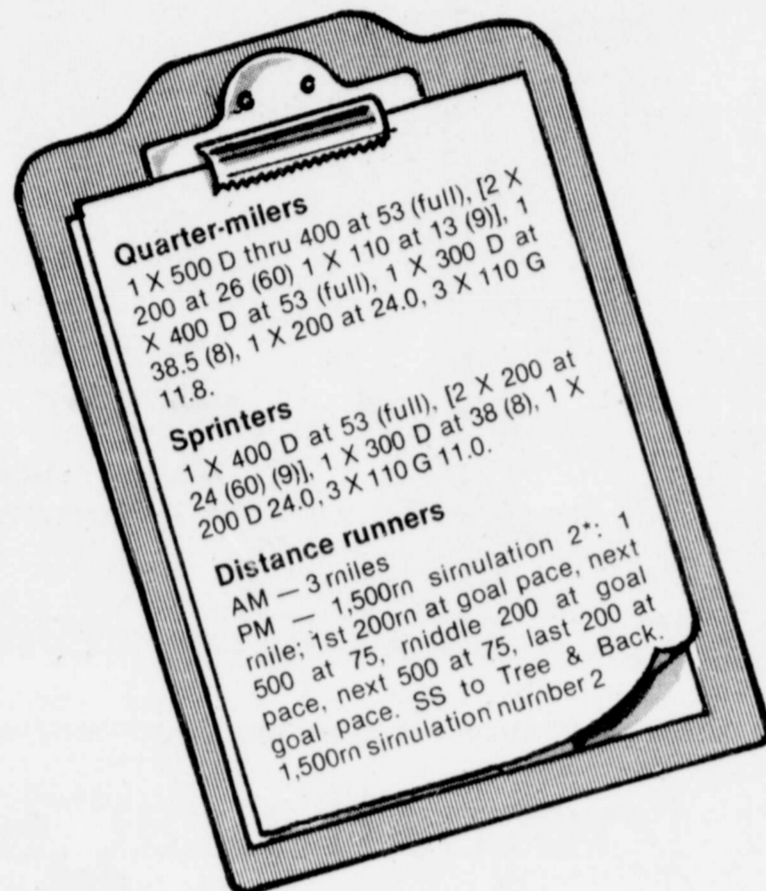 Quarter-milers
1 X 500 D thru 400 at 53 (full), [2 X
200 at 26 (60) 1 X 110 at 13 (9)], 1
X 400 D at 53 (full), 1 X 300 D at
38.5 (8), 1 X 200 at 24.0, 3 X 110 G
11.8.
Sprinters
1 X 400 D at 53 (full), [2 X 200 at
24 (60) (9)], 1 X 300 D at 38 (8), 1 X
200 D 24.0, 3 X 110 G 11.0.
Distance runners
AM — 3 miles
PM — 1,500m simulation 2*: 1
mile; 1st 200m at goal pace, next
500 at 75, middle 200 at goal
pace, next 500 at 75, last 200 at
goal pace. SS to Tree & Back.
1,500m simulation number 2